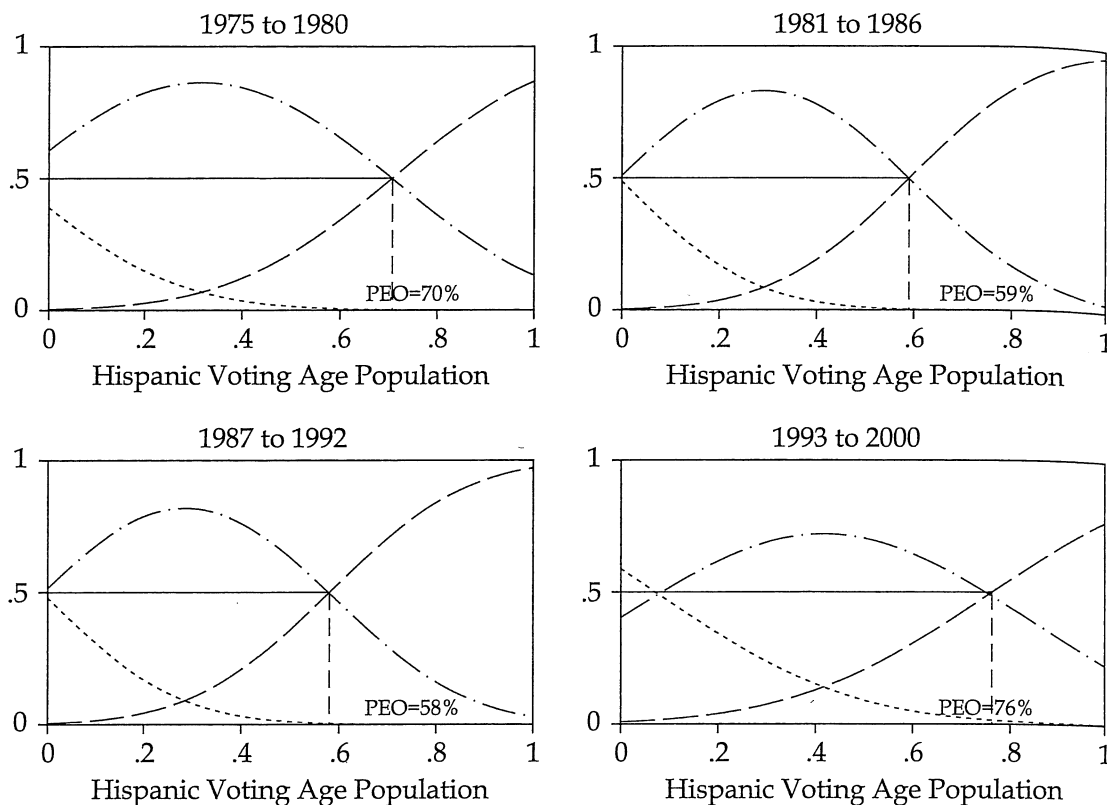 1975 to 1980
1
.5
0
PEO=70%
0 .2 .4 .6 .8 1
Hispanic Voting Age Population
1981 to 1986
1
.5
0
PEO=59%
0 .2 .4 .6 .8 1
Hispanic Voting Age Population
1987 to 1992
1
.5
0
PEO=58%
0 .2 .4 .6 .8 1
Hispanic Voting Age Population
1993 to 2000
1
.5
0
PEO=76%
0 .2 .4 .6 .8 1
Hispanic Voting Age Population